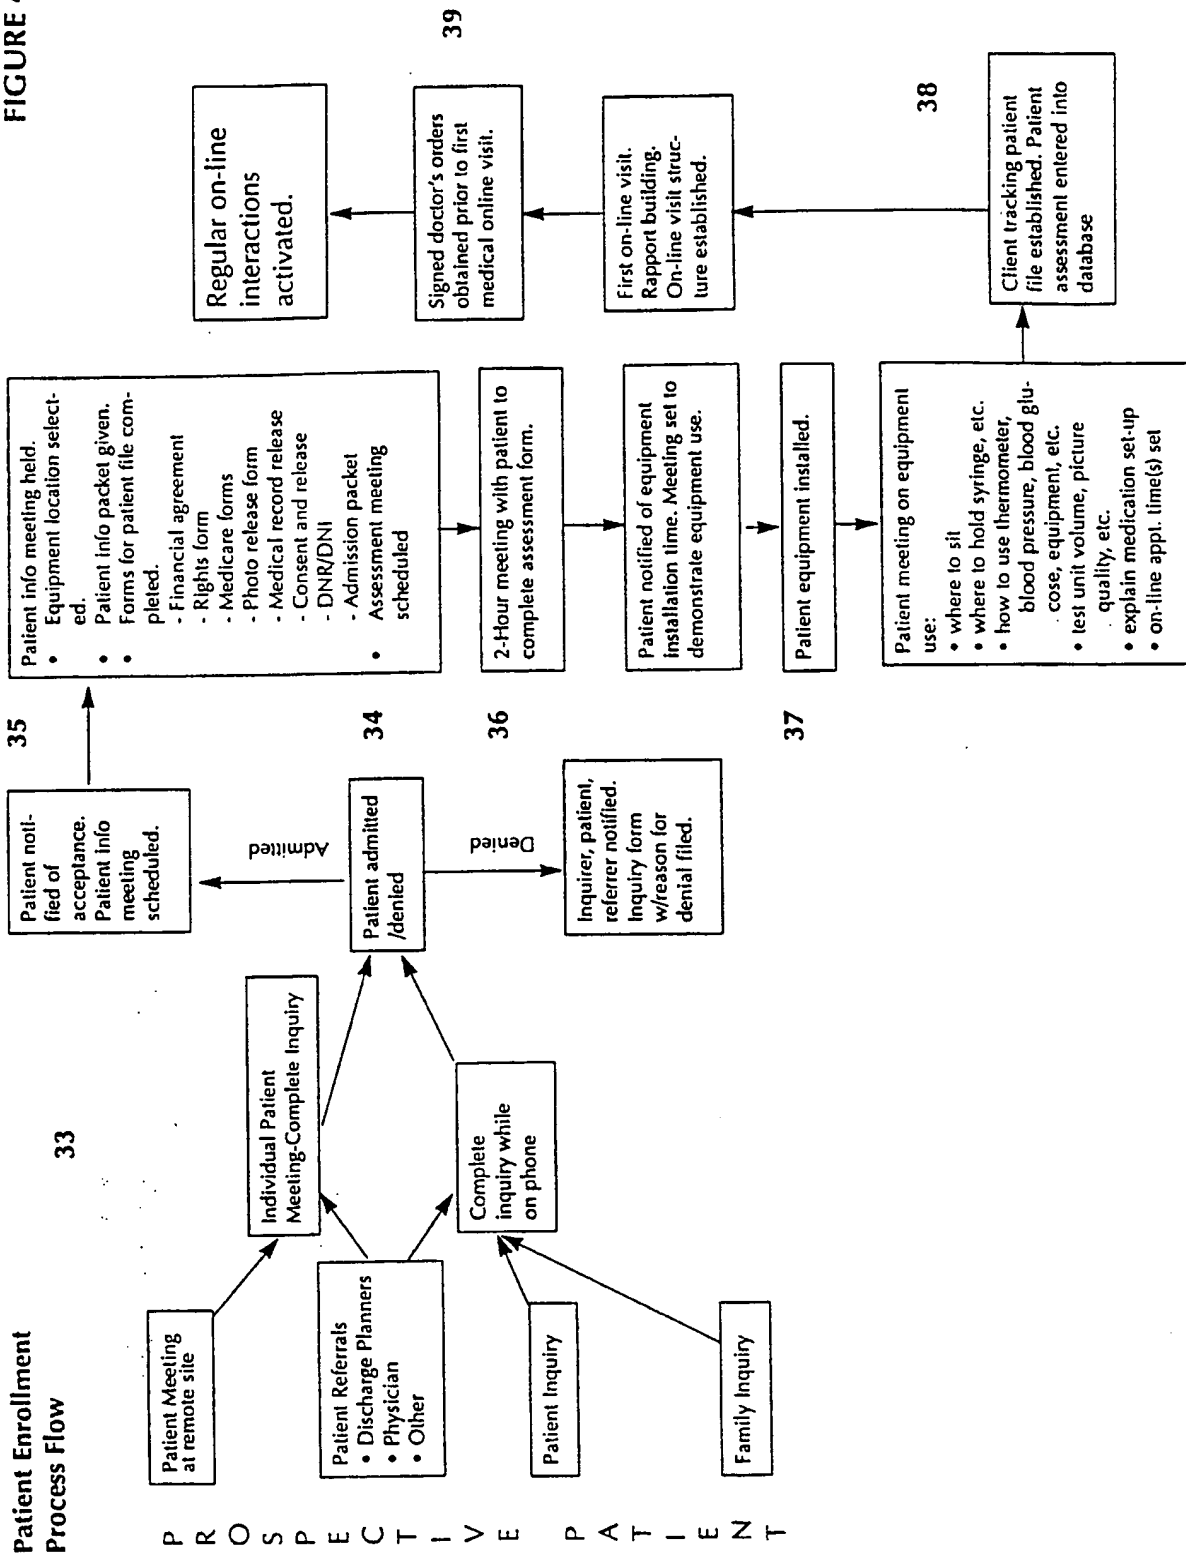 FIGURE
Patient Enrollment
Process Flow
33
PROSPECTIVE PATIENT
Patient Meeting
at remote site
Patient Referrals
• Discharge Planners
• Physician
• Other
Patient Inquiry
Family Inquiry
Individual Patient
Meeting-Complete Inquiry
Complete
inquiry while
on phone
34
Patient admitted
/denied
Admitted
Denied
35
Patient noti-
fied of
acceptance.
Patient info
meeting
scheduled.
36
Inquirer, patient,
referrer notified.
Inquiry form
w/reason for
denial filed.
Patient info meeting held.
• Equipment location select-
ed.
• Patient info packet given.
• Forms for patient file com-
pleted.
- Financial agreement
- Rights form
- Medicare forms
- Photo release form
- Medical record release
- Consent and release
- DNR/DNI
- Admission packet
• Assessment meeting
scheduled
2-Hour meeting with patient to
complete assessment form.
Patient notified of equipment
installation time. Meeting set to
demonstrate equipment use.
37
Patient equipment installed.
Patient meeting on equipment
use:
• where to sit
• where to hold syringe, etc.
• how to use thermometer,
blood pressure, blood glu-
cose, equipment, etc.
• test unit volume, picture
quality, etc.
• explain medication set-up
• on-line appt. time(s) set
38
Client tracking patient
file established. Patient
assessment entered into
database
First on-line visit.
Rapport building.
On-line visit struc-
ture established.
39
Signed doctor's orders
obtained prior to first
medical online visit.
Regular on-line
interactions
activated.